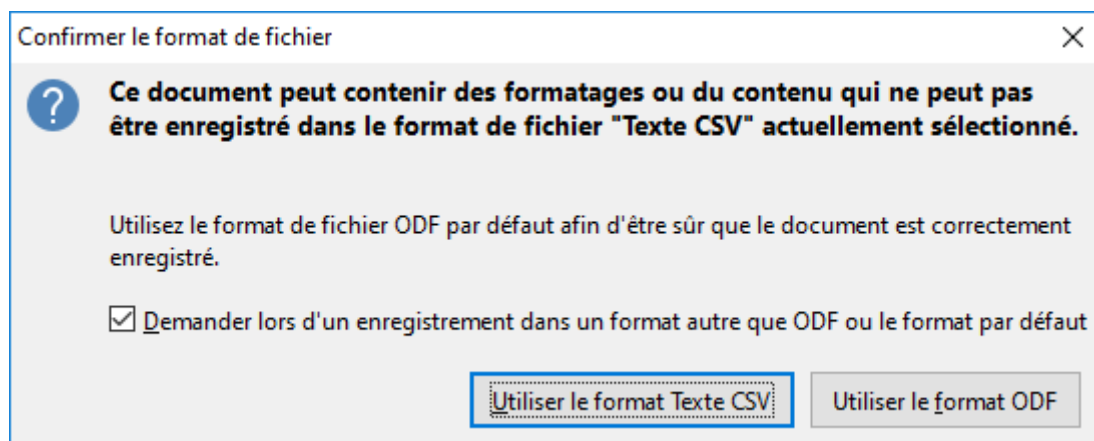 Confirmer le format de fichier
Ce document peut contenir des formatages ou du contenu qui ne peut pas
être enregistré dans le format de fichier "Texte CSV" actuellement sélectionné.
Utilisez le format de fichier ODF par défaut afin d'être sûr que le document est correctement
enregistré.
Demander lors d'un enregistrement dans un format autre que ODF ou le format par défaut
Utiliser le format Texte CSV
Utiliser le format ODF